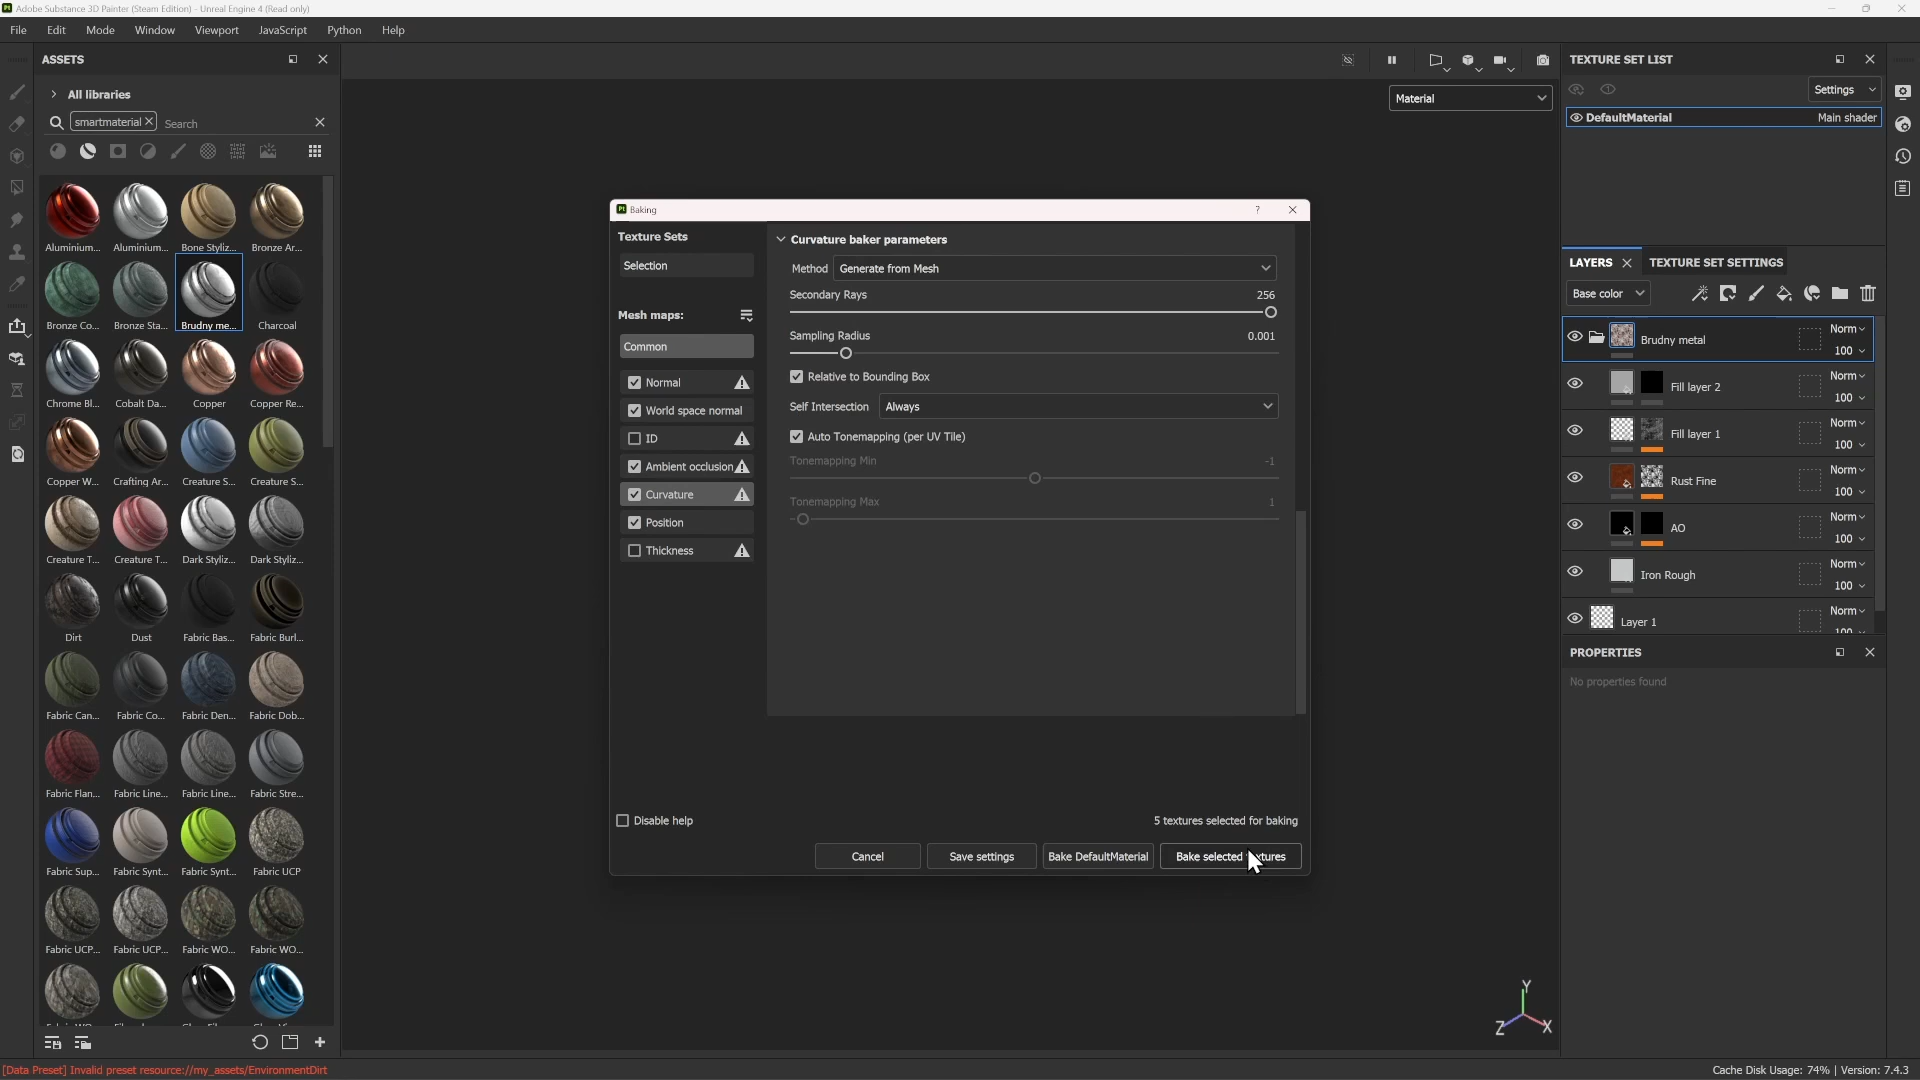 Adobe Substance 3D Painter (Steam Edition) - Unreal Engine 4 (Read only)
File Edit Mode Window Viewport JavaScript Python Help
ASSETS
All libraries
smartmaterial Search
Aluminium... Aluminium... Bone Styliz... Bronze Ar...
Bronze Co... Bronze Sta... Brudny me... Charcoal
Chrome Bl... Cobalt Da... Copper Copper Re...
Copper W... Crafting Ar... Creature S... Creature S...
Creature T... Creature T... Dark Styliz... Dark Styliz...
Dirt Dust Fabric Bas... Fabric Burl...
Fabric Can... Fabric Co... Fabric Den... Fabric Dob...
Fabric Flan... Fabric Line... Fabric Line... Fabric Stre...
Fabric Sup... Fabric Synt... Fabric Synt... Fabric UCP
Fabric UCP... Fabric UCP... Fabric WO... Fabric WO...
Material
Baking
?
Texture Sets
Selection
Mesh maps:
Common
Normal
World space normal
ID
Ambient occlusion
Curvature
Position
Thickness
Curvature baker parameters
Method Generate from Mesh
Secondary Rays 256
Sampling Radius 0.001
Relative to Bounding Box
Self Intersection Always
Auto Tonemapping (per UV Tile)
Tonemapping Min -1
Tonemapping Max 1
Disable help
5 textures selected for baking
Cancel Save settings Bake DefaultMaterial Bake selected
Y
Z X
TEXTURE SET LIST
Settings
DefaultMaterial Main shader
LAYERS TEXTURE SET SETTINGS
Base color
Brudny metal Norm 100
Fill layer 2 Norm 100
Fill layer 1 Norm 100
Rust Fine Norm 100
AO Norm 100
Iron Rough Norm 100
Layer 1 Norm 100
PROPERTIES
No properties found
[Data Preset] Invalid preset resource://my_assets/EnvironmentDirt
Cache Disk Usage: 74% | Version: 7.4.3